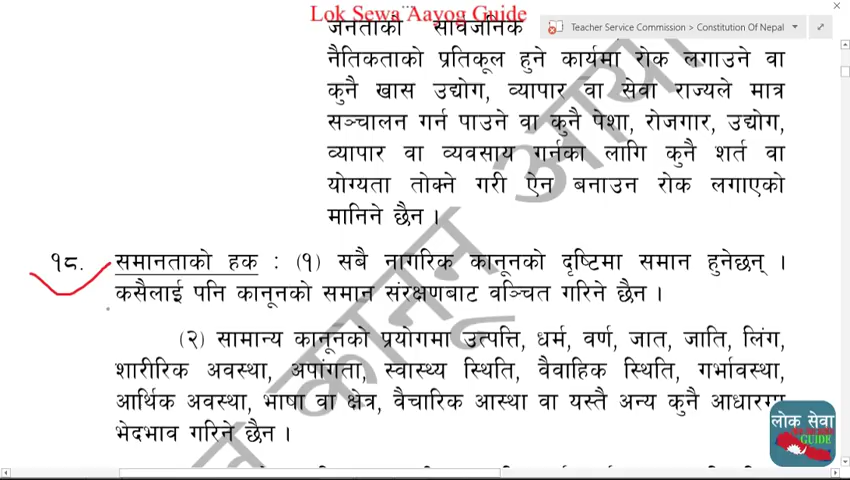 Lok Sewa Aayog Guide
Teacher Service Commission > Constitution Of Nepal
जनताको सार्वजनिक
नैतिकताको प्रतिकूल हुने कार्यमा रोक लगाउने वा
कुनै खास उद्योग, व्यापार वा सेवा राज्यले मात्र
सञ्चालन गर्न पाउने वा कुनै पेशा, रोजगार, उद्योग,
व्यापार वा व्यवसाय गर्नका लागि कुनै शर्त वा
योग्यता तोक्ने गरी ऐन बनाउन रोक लगाएको
मानिने छैन ।
१८. समानताको हक : (१) सबै नागरिक कानूनको दृष्टिमा समान हुनेछन् ।
कसैलाई पनि कानूनको समान संरक्षणबाट वञ्चित गरिने छैन ।
(२) सामान्य कानूनको प्रयोगमा उत्पत्ति, धर्म, वर्ण, जात, जाति, लिंग,
शारीरिक अवस्था, अपांगता, स्वास्थ्य स्थिति, वैवाहिक स्थिति, गर्भावस्था,
आर्थिक अवस्था, भाषा वा क्षेत्र, वैचारिक आस्था वा यस्तै अन्य कुनै आधारमा
भेदभाव गरिने छैन ।
लोक सेवा
GUIDE